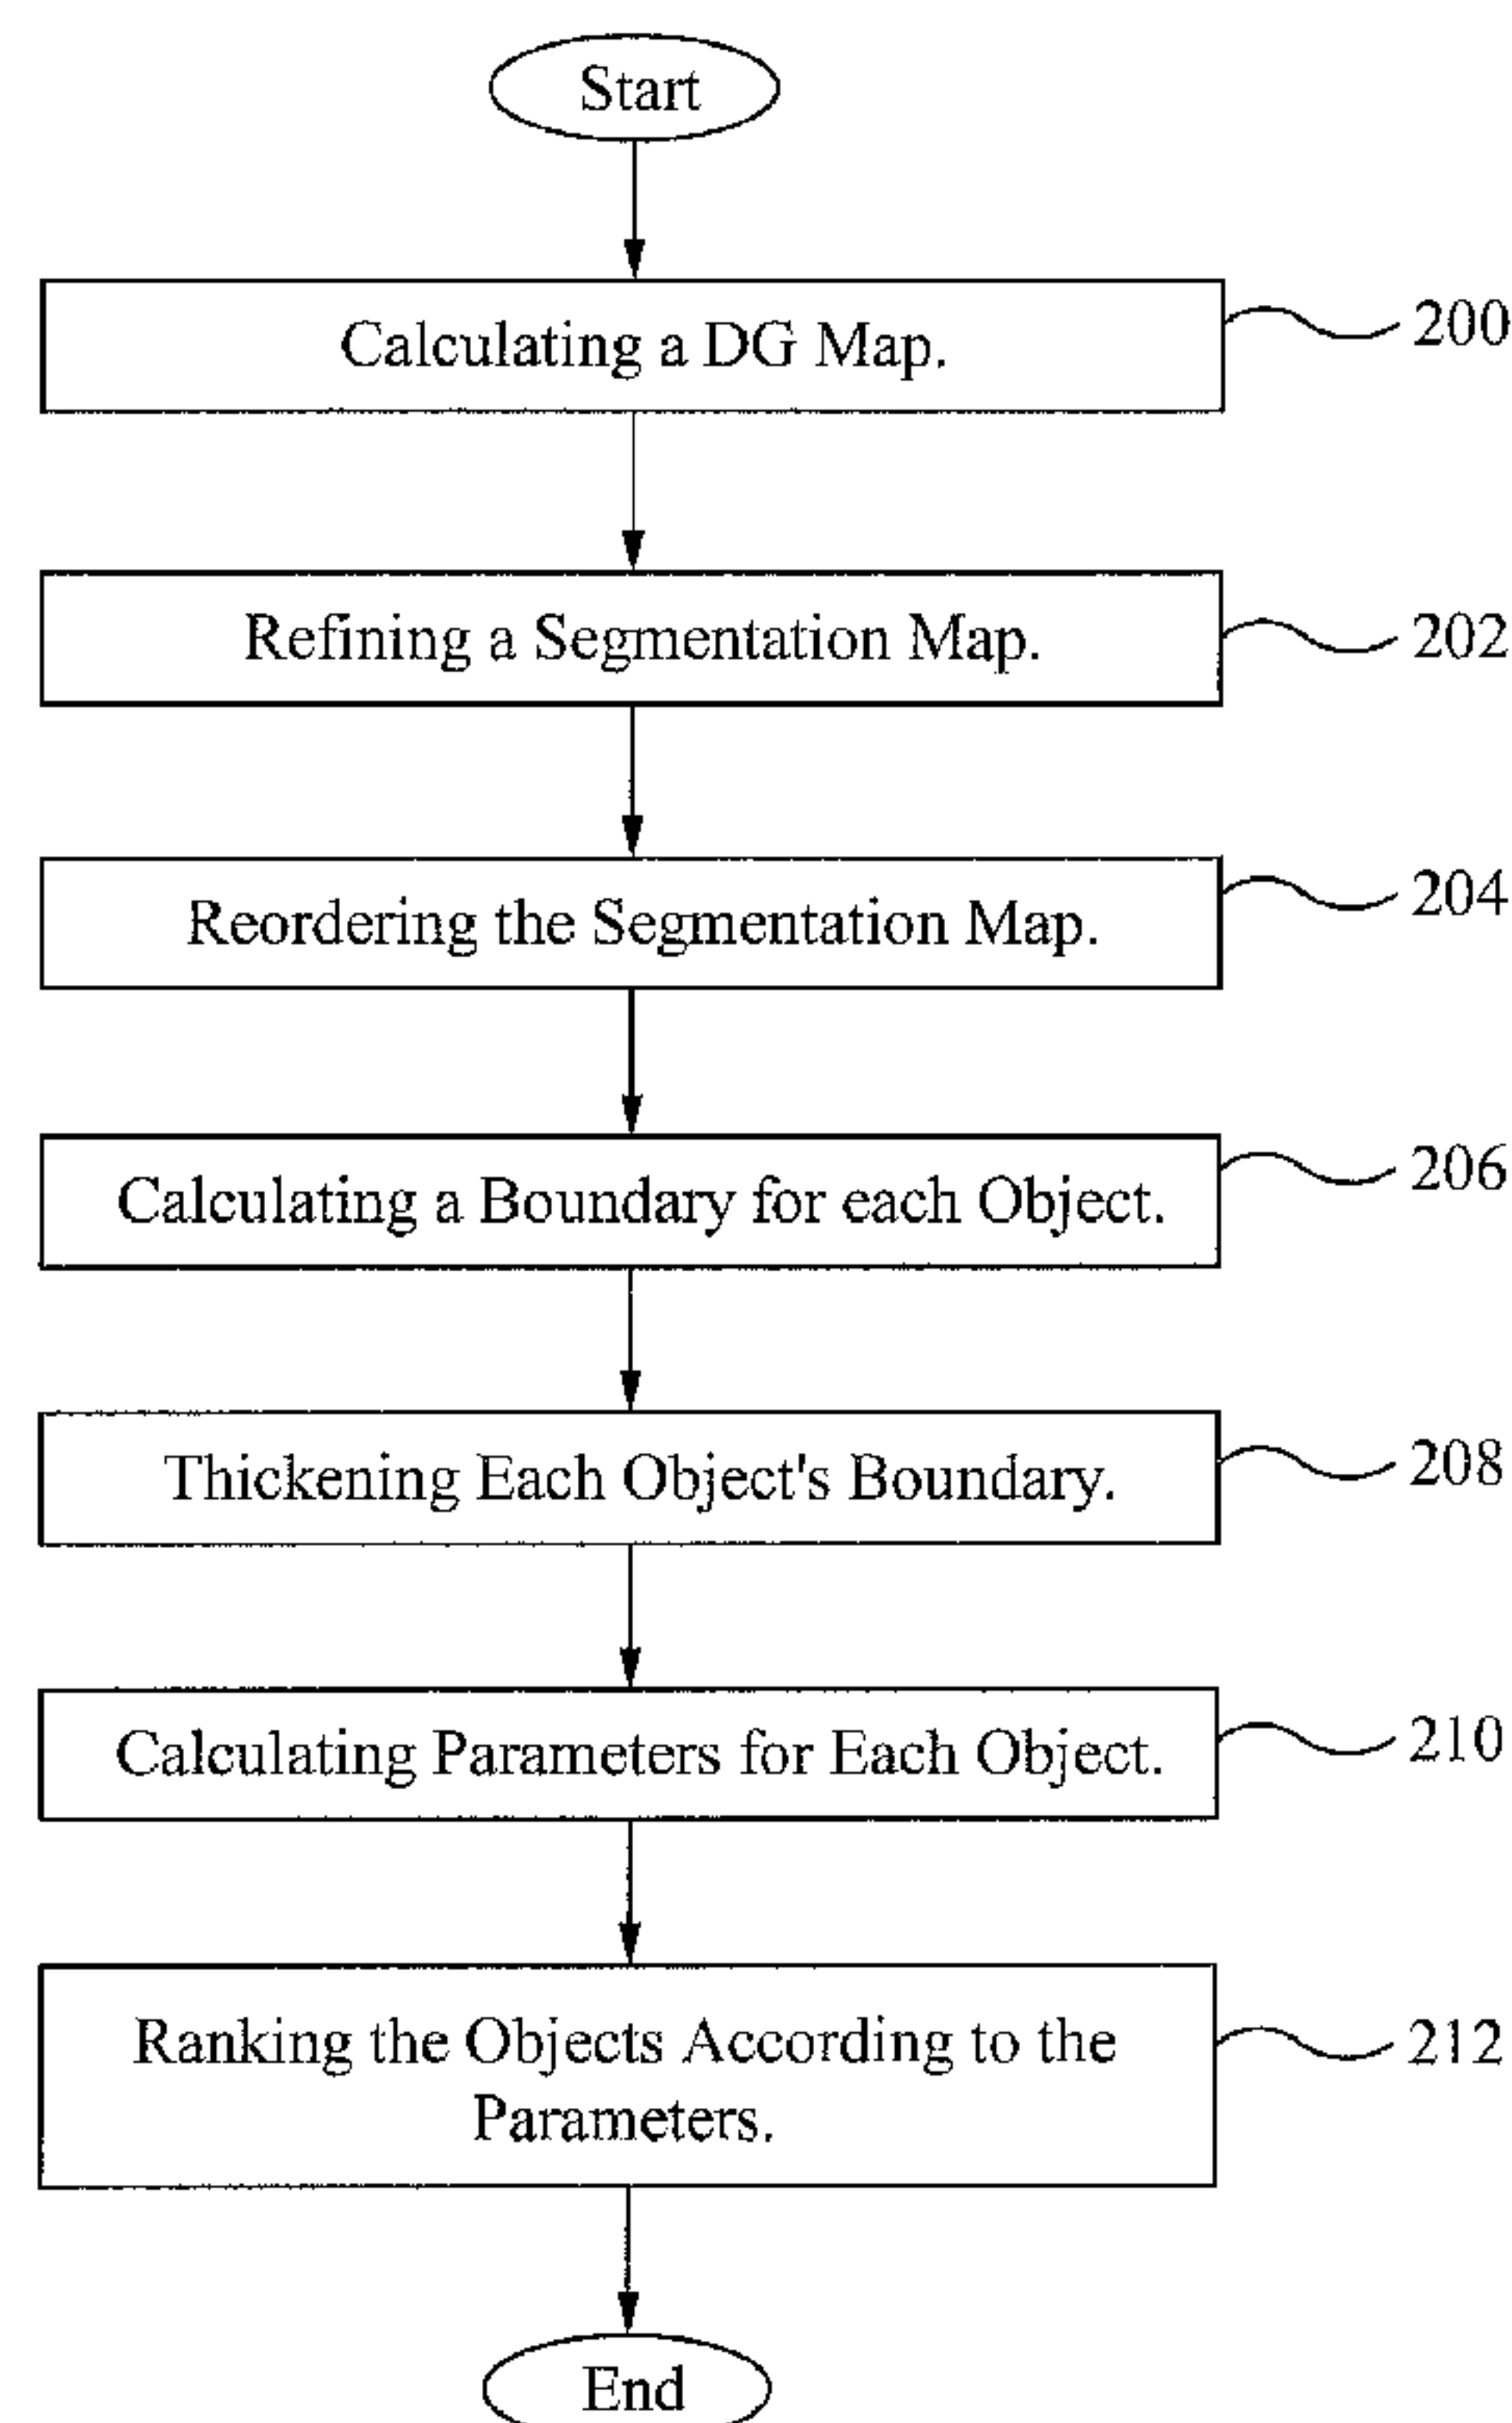 Start
Calculating a DG Map.
200
Refining a Segmentation Map.
202
Reordering the Segmentation Map.
204
Calculating a Boundary for each Object.
206
Thickening Each Object's Boundary.
208
Calculating Parameters for Each Object.
210
Ranking the Objects According to the
Parameters.
212
End